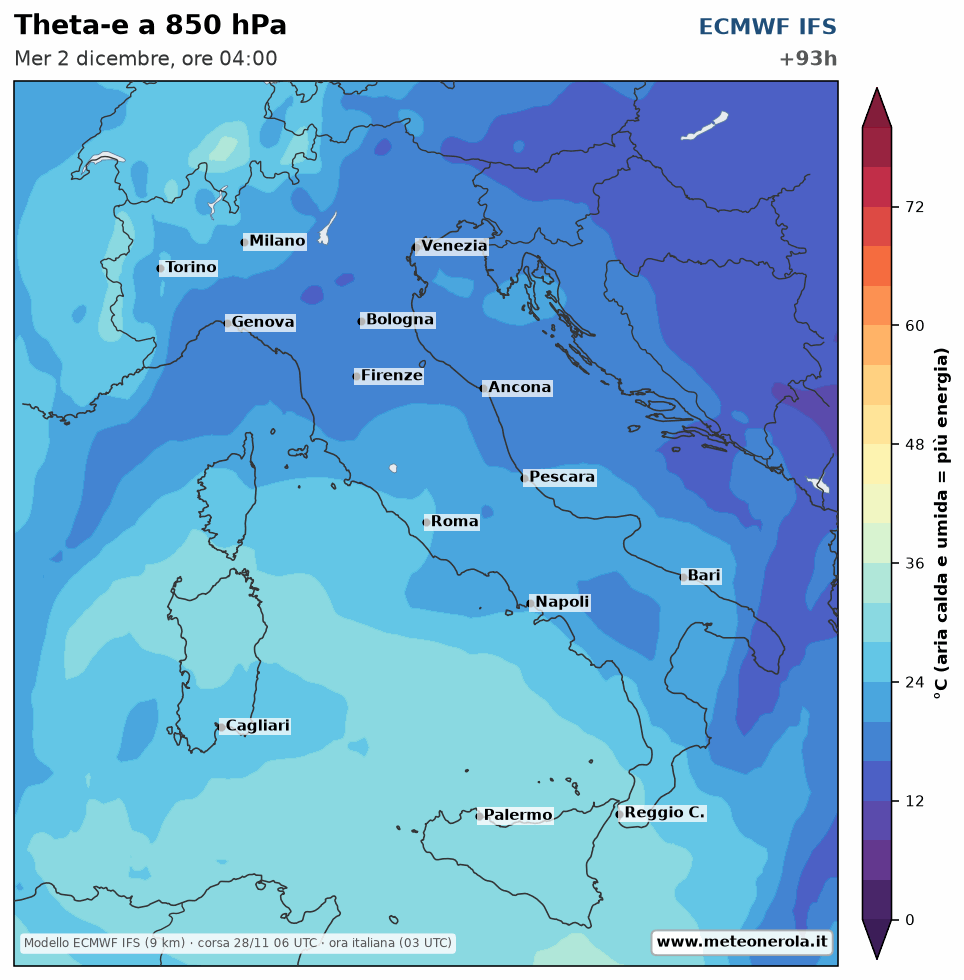 Theta-e a 850 hPa
ECMWF IFS
Mer 2 dicembre, ore 04:00
+93h
Milano
Venezia
Torino
Genova
Bologna
Firenze
Ancona
Pescara
Roma
Bari
Napoli
Cagliari
Palermo
Reggio C.
72
60
48
36
24
12
0
°C (aria calda e umida = più energia)
Modello ECMWF IFS (9 km) · corsa 28/11 06 UTC · ora italiana (03 UTC)
www.meteonerola.it